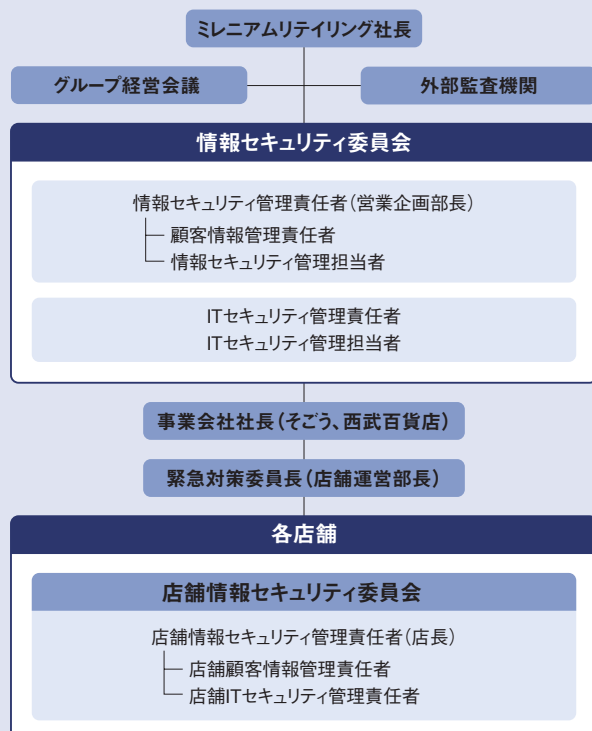 ミレニアムリテイリング社長
グループ経営会議
外部監査機関
情報セキュリティ委員会
情報セキュリティ管理責任者(営業企画部長)
顧客情報管理責任者
情報セキュリティ管理担当者
ITセキュリティ管理責任者
ITセキュリティ管理担当者
事業会社社長(そごう、西武百貨店)
緊急対策委員長(店舗運営部長)
各店舗
店舗情報セキュリティ委員会
店舗情報セキュリティ管理責任者(店長)
店舗顧客情報管理責任者
店舗ITセキュリティ管理責任者